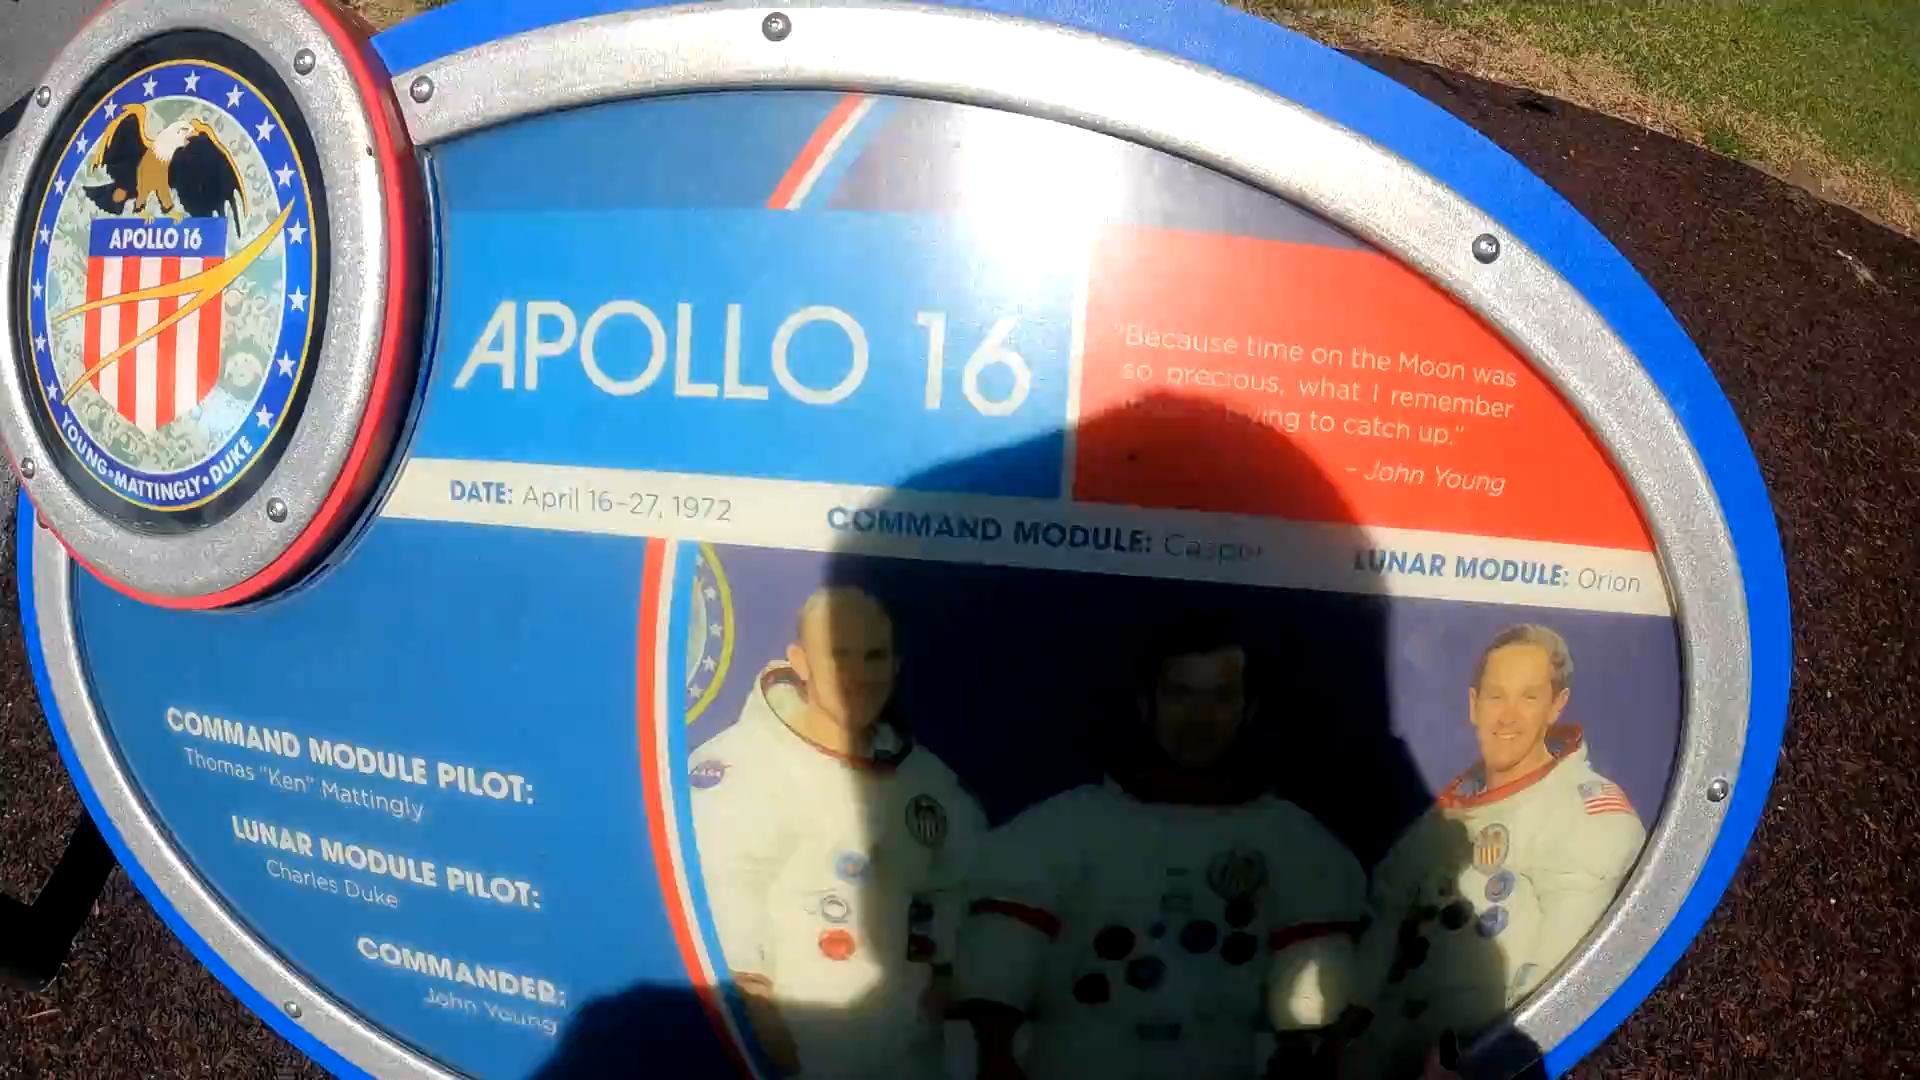 APOLLO 16
YOUNG•MATTINGLY•DUKE
APOLLO 16
"Because time on the Moon was
so precious, what I remember
trying to catch up."
– John Young
DATE: April 16–27, 1972
COMMAND MODULE: Casper
LUNAR MODULE: Orion
COMMAND MODULE PILOT:
Thomas "Ken" Mattingly
LUNAR MODULE PILOT:
Charles Duke
COMMANDER:
John Young
NASA